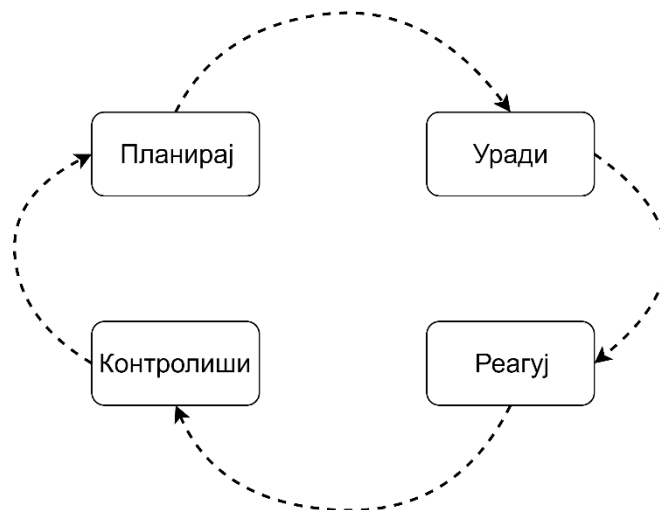 Планирај
Уради
Контролиши
Реагуј